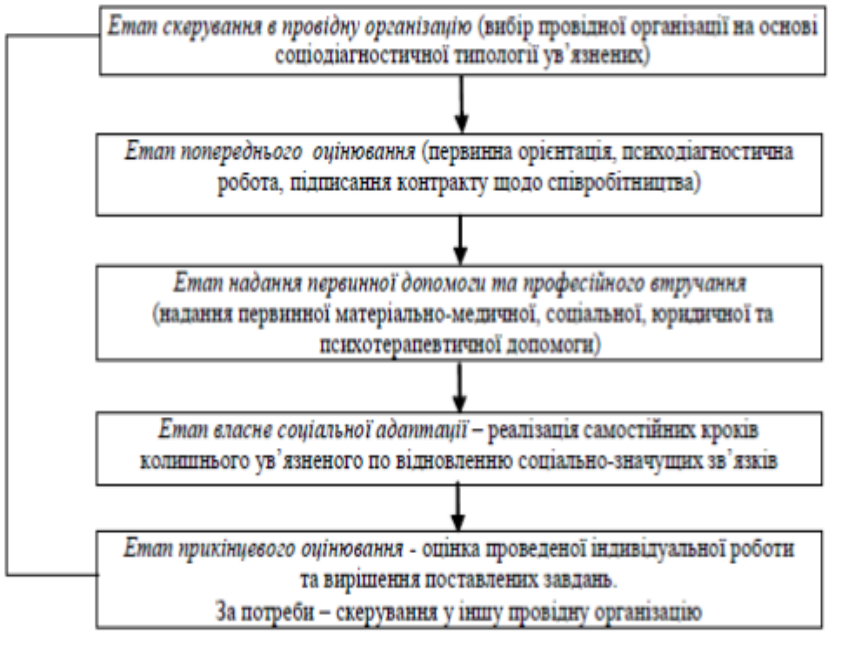 Етап скерування в провідну організацію (вибір провідної організації на основі
соціодіагностичної типології ув’язнених)
Етап попереднього оцінювання (первинна орієнтація, психодіагностична
робота, підписання контракту щодо співробітництва)
Етап надання первинної допомоги та професійного втручання
(надання первинної матеріально-медичної, соціальної, юридичної та
психотерапевтичної допомоги)
Етап власне соціальної адаптації – реалізація самостійних кроків
колишнього ув’язненого по відновленню соціально-значущих зв’язків
Етап прикінцевого оцінювання - оцінка проведеної індивідуальної роботи
та вирішення поставлених завдань.
За потреби – скерування у іншу провідну організацію